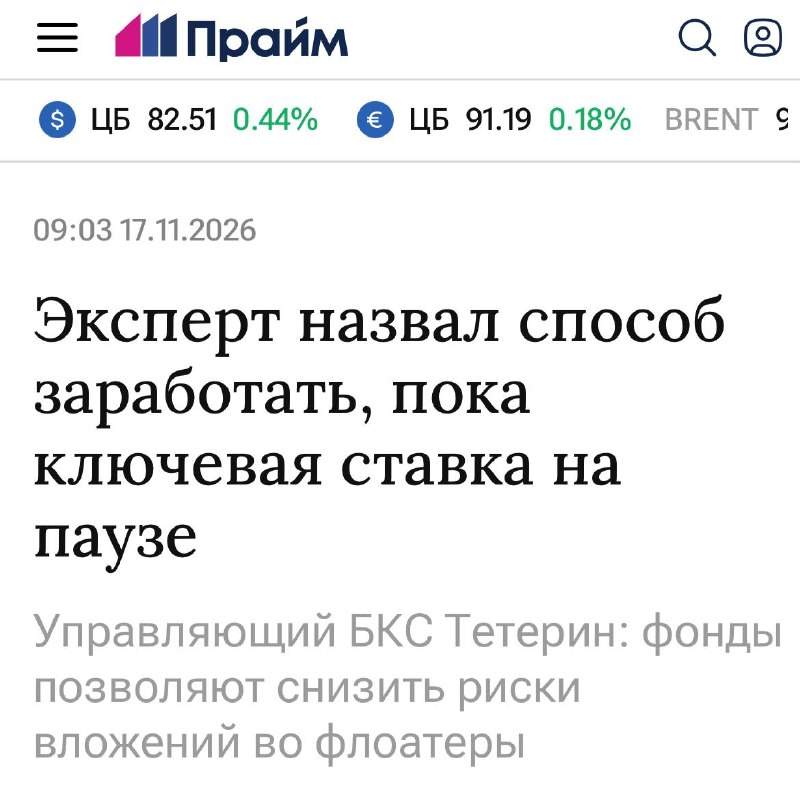 Прайм
$ ЦБ 82.51 0.44% € ЦБ 91.19 0.18% BRENT 9
09:03 17.11.2026
Эксперт назвал способ
заработать, пока
ключевая ставка на
паузе
Управляющий БКС Тетерин: фонды
позволяют снизить риски
вложений во флоатеры